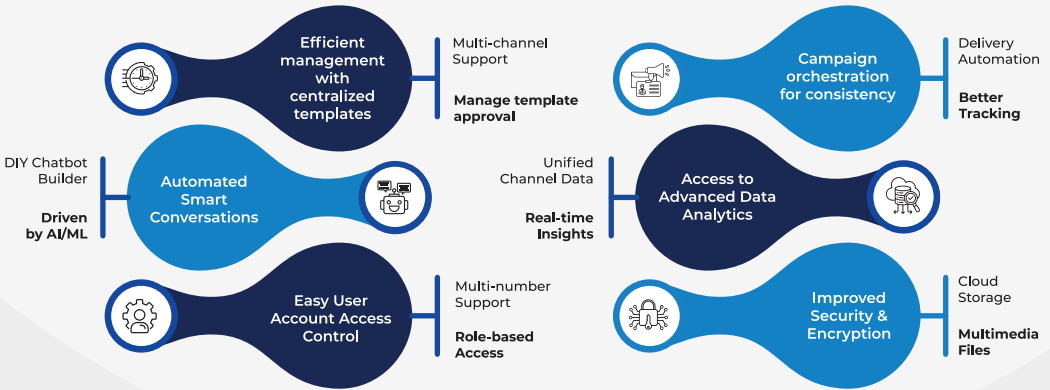 Efficient
management
with
centralized
templates
Multi-channel
Support
Manage template
approval
Campaign
orchestration
for consistency
Delivery
Automation
Better
Tracking
DIY Chatbot
Builder
Driven
by AI/ML
Automated
Smart
Conversations
Unified
Channel Data
Real-time
Insights
Access to
Advanced Data
Analytics
Easy User
Account Access
Control
Multi-number
Support
Role-based
Access
Improved
Security &
Encryption
Cloud
Storage
Multimedia
Files